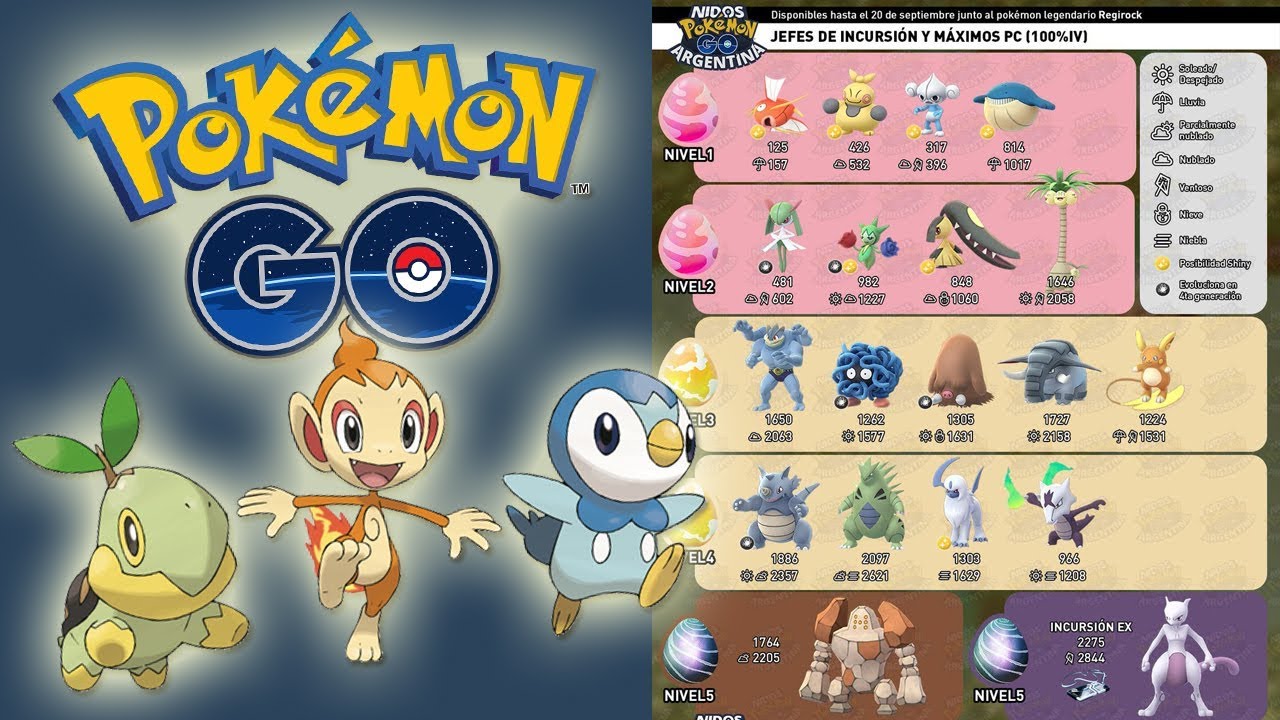 POKÉMON
GO
TM
NIDOS
POKÉMON
GO
ARGENTINA
Disponibles hasta el 20 de septiembre junto al pokémon legendario Regirock
JEFES DE INCURSIÓN Y MÁXIMOS PC (100%IV)
NIVEL1
125
157
426
532
317
396
814
1017
NIVEL2
481
602
982
1227
848
1060
1646
2058
Soleado/
Despejado
Lluvia
Parcialmente
nublado
Nublado
Ventoso
Nieve
Niebla
Posibilidad Shiny
Evoluciona en
4ta generación
EL3
1650
2063
1262
1577
1305
1631
1727
2158
1224
1531
EL4
1886
2357
2097
2621
1303
1629
966
1208
NIVEL5
1764
2205
NIVEL5
INCURSIÓN EX
2275
2844
NIDOS